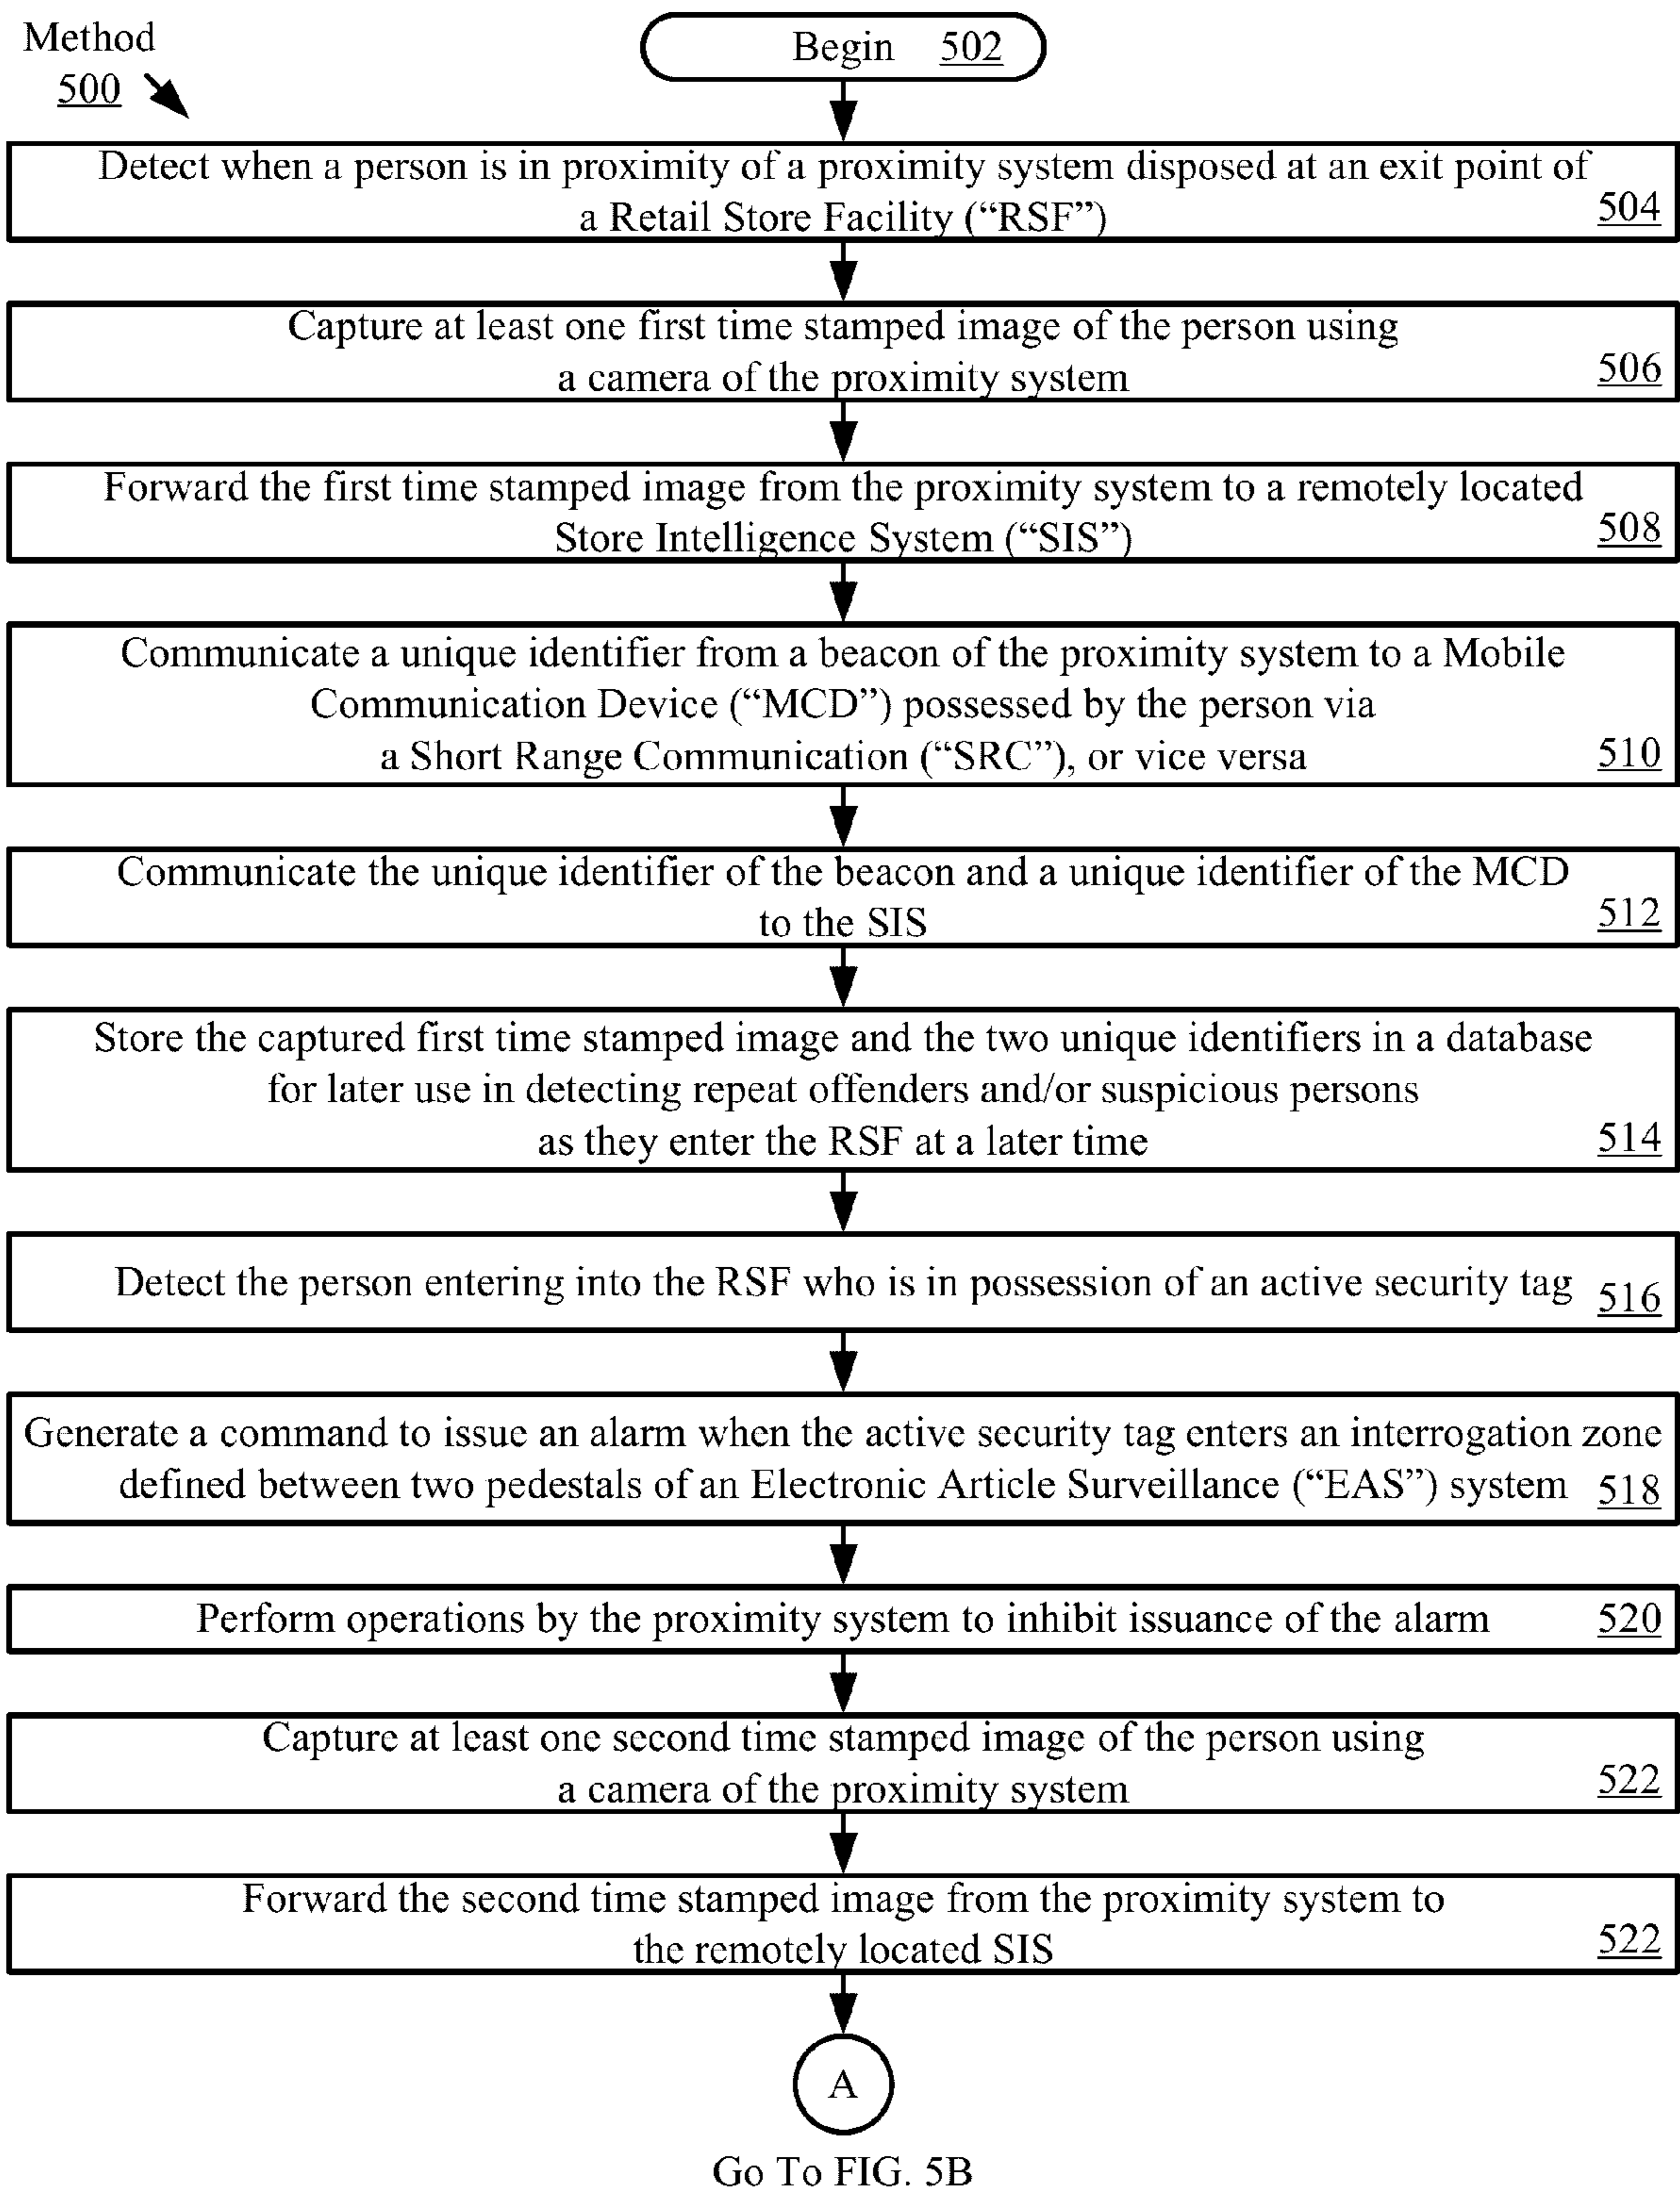 Method
500
Begin 502
Detect when a person is in proximity of a proximity system disposed at an exit point of
a Retail Store Facility (“RSF”) 504
Capture at least one first time stamped image of the person using
a camera of the proximity system 506
Forward the first time stamped image from the proximity system to a remotely located
Store Intelligence System (“SIS”) 508
Communicate a unique identifier from a beacon of the proximity system to a Mobile
Communication Device (“MCD”) possessed by the person via
a Short Range Communication (“SRC”), or vice versa 510
Communicate the unique identifier of the beacon and a unique identifier of the MCD
to the SIS 512
Store the captured first time stamped image and the two unique identifiers in a database
for later use in detecting repeat offenders and/or suspicious persons
as they enter the RSF at a later time 514
Detect the person entering into the RSF who is in possession of an active security tag 516
Generate a command to issue an alarm when the active security tag enters an interrogation zone
defined between two pedestals of an Electronic Article Surveillance (“EAS”) system 518
Perform operations by the proximity system to inhibit issuance of the alarm 520
Capture at least one second time stamped image of the person using
a camera of the proximity system 522
Forward the second time stamped image from the proximity system to
the remotely located SIS 522
A
Go To FIG. 5B